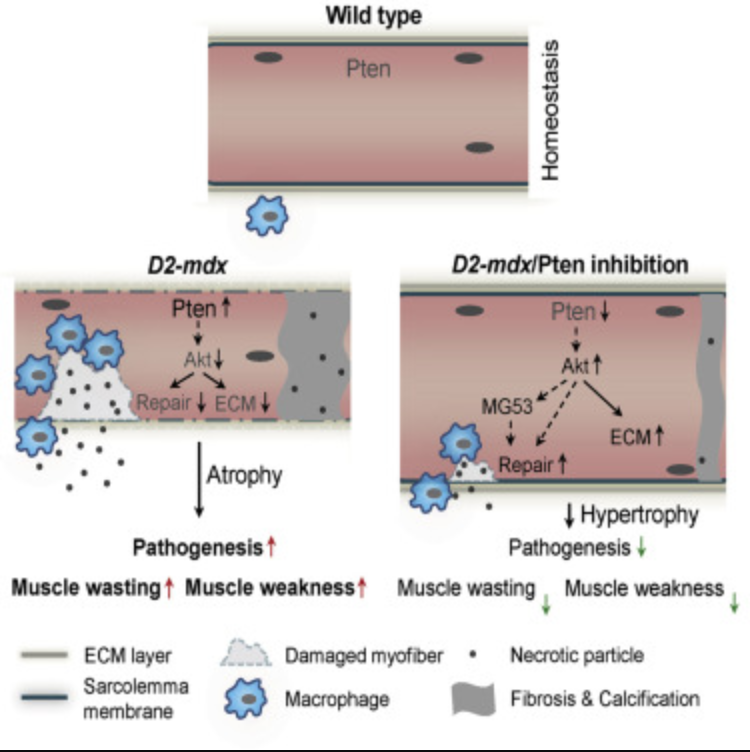 Wild type
Pten
Homeostasis
D2-mdx
Pten ↑
Akt ↓
Repair ↓ ECM ↓
Atrophy
Pathogenesis ↑
Muscle wasting ↑ Muscle weakness ↑
D2-mdx/Pten inhibition
Pten ↓
Akt ↑
MG53
ECM ↑
Repair ↑
Hypertrophy
Pathogenesis ↓
Muscle wasting ↓ Muscle weakness ↓
ECM layer
Damaged myofiber
Necrotic particle
Sarcolemma
membrane
Macrophage
Fibrosis & Calcification